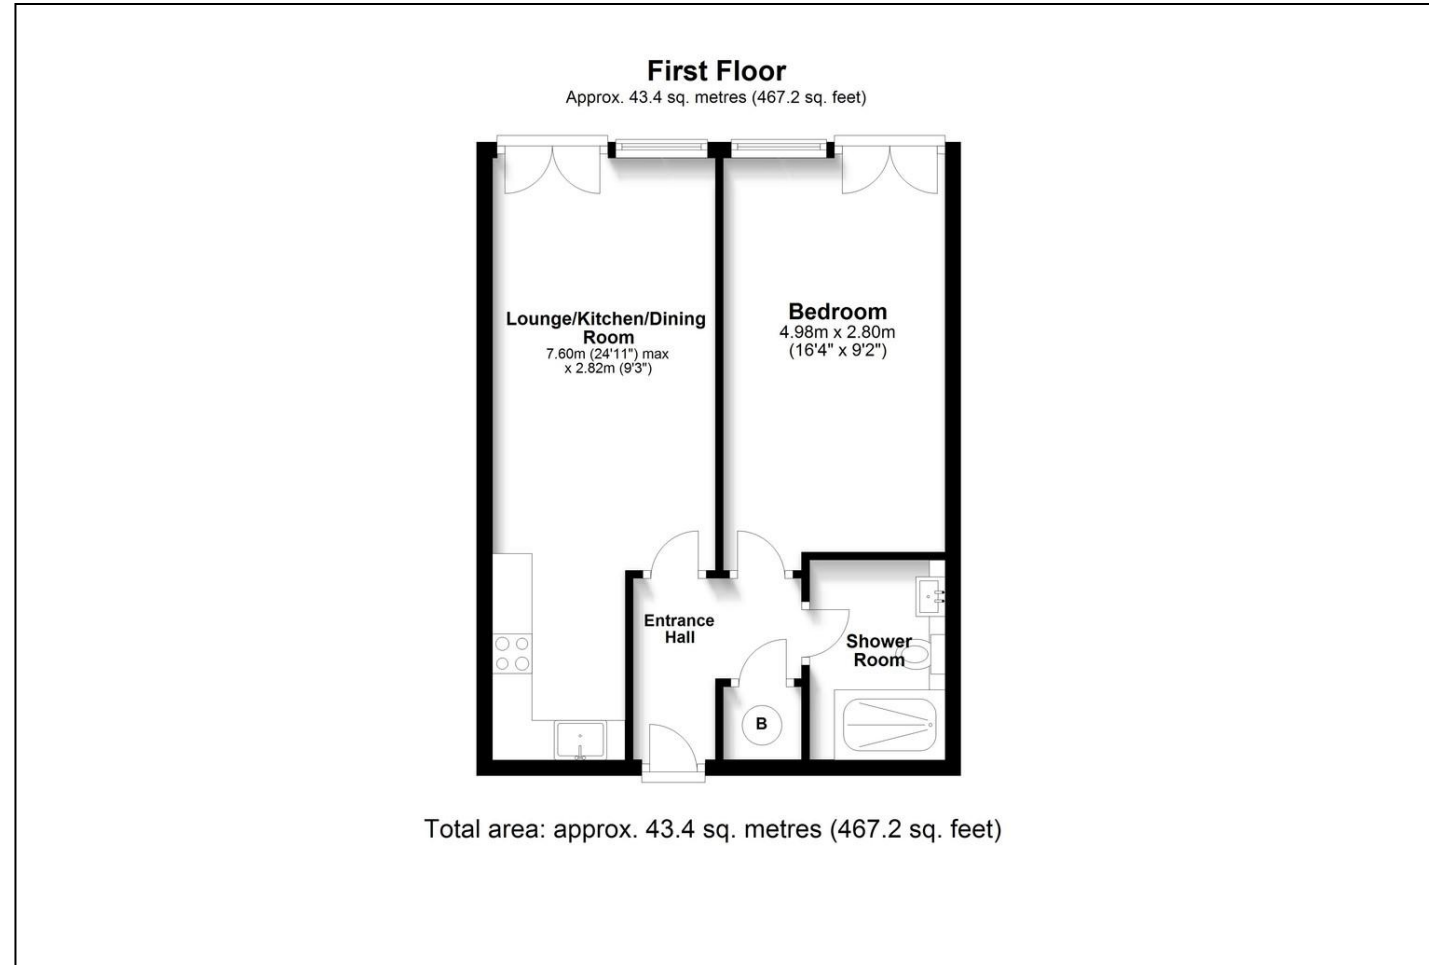 First Floor
Approx. 43.4 sq. metres (467.2 sq. feet)
Lounge/Kitchen/Dining
Room
7.60m (24'11") max
x 2.82m (9'3")
Bedroom
4.98m x 2.80m
(16'4" x 9'2")
Entrance
Hall
Shower
Room
B
Total area: approx. 43.4 sq. metres (467.2 sq. feet)